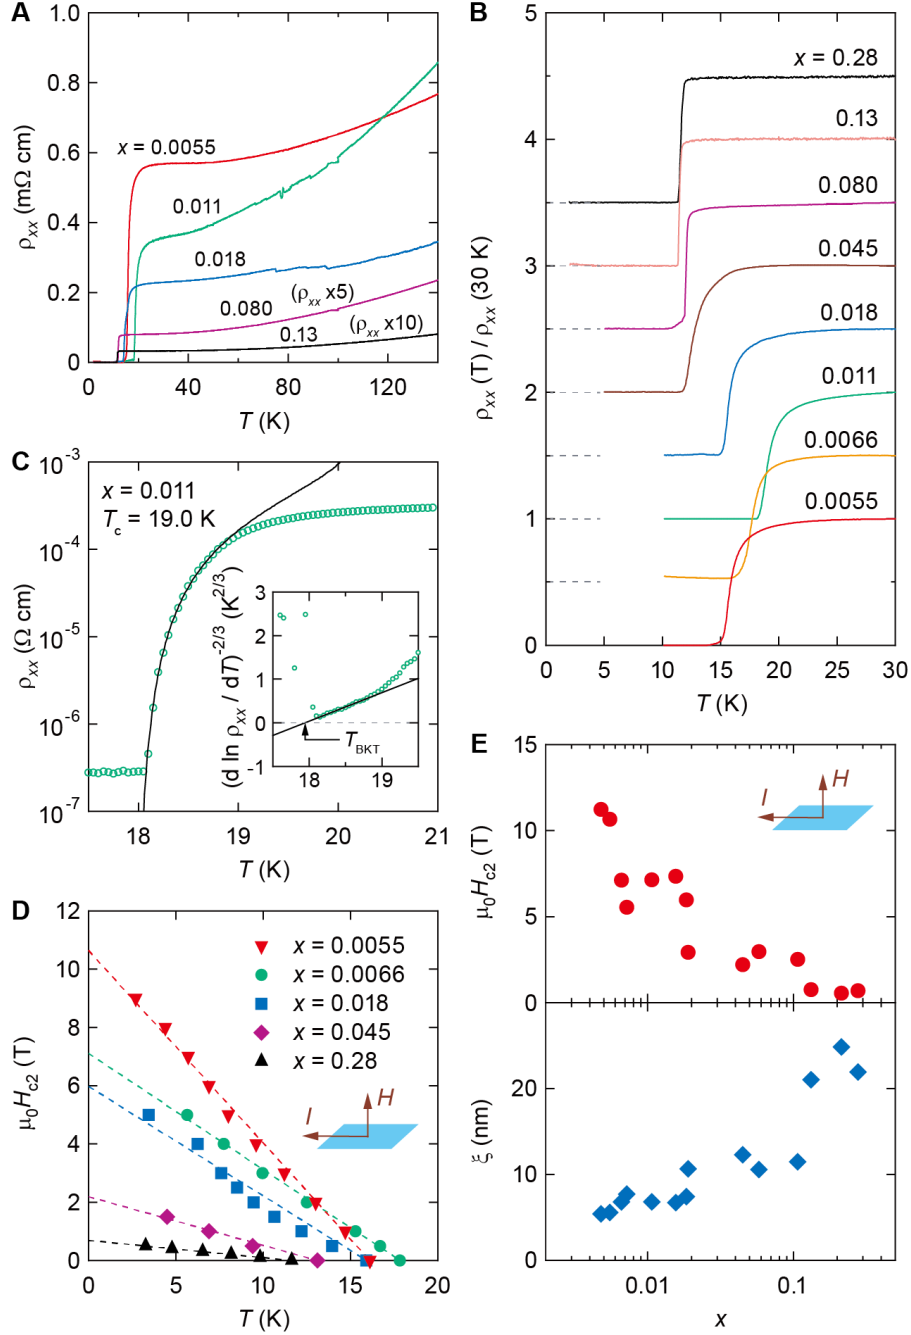 A
1.0
0.8
0.6
0.4
0.2
0
ρxx (mΩ cm)
x = 0.0055
0.011
0.018
(ρxx x5)
0.080
(ρxx x10)
0.13
0 40 80 120
T (K)
B
5
4
3
2
1
0
ρxx (T) / ρxx (30 K)
x = 0.28
0.13
0.080
0.045
0.018
0.011
0.0066
0.0055
0 5 10 15 20 25 30
T (K)
C
10-3
10-4
10-5
10-6
10-7
ρxx (Ω cm)
x = 0.011
Tc = 19.0 K
3
2
1
0
-1
(d ln ρxx / dT)-2/3 (K2/3)
TBKT
18 19
18 19 20 21
T (K)
D
12
10
8
6
4
2
0
μ0Hc2 (T)
x = 0.0055
x = 0.0066
x = 0.018
x = 0.045
x = 0.28
I H
0 5 10 15 20
T (K)
E
15
10
5
0
μ0Hc2 (T)
I H
20
10
0
ξ (nm)
0.01 0.1
x